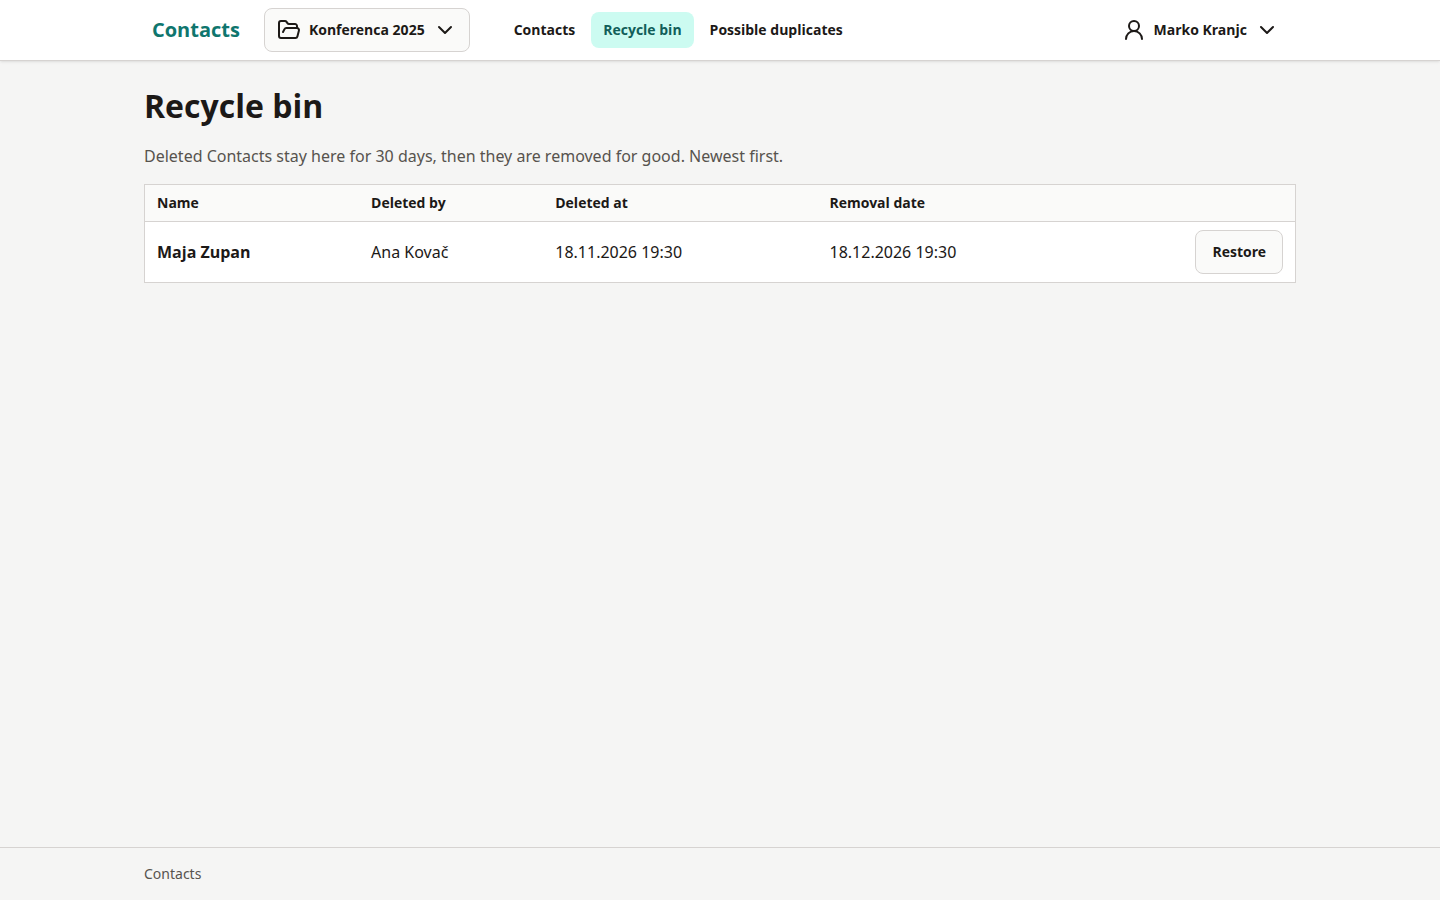 Contacts Konferenca 2025 Contacts Recycle bin Possible duplicates Marko Kranjc
Recycle bin
Deleted Contacts stay here for 30 days, then they are removed for good. Newest first.
Name Deleted by Deleted at Removal date
Maja Zupan Ana Kovač 18.11.2026 19:30 18.12.2026 19:30 Restore
Contacts